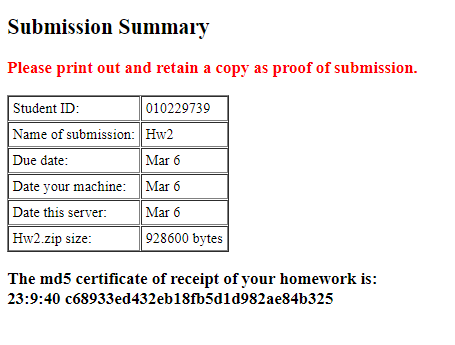 Submission Summary
Please print out and retain a copy as proof of submission.
Student ID: 010229739
Name of submission: Hw2
Due date: Mar 6
Date your machine: Mar 6
Date this server: Mar 6
Hw2.zip size: 928600 bytes
The md5 certificate of receipt of your homework is:
23:9:40 c68933ed432eb18fb5d1d982ae84b325